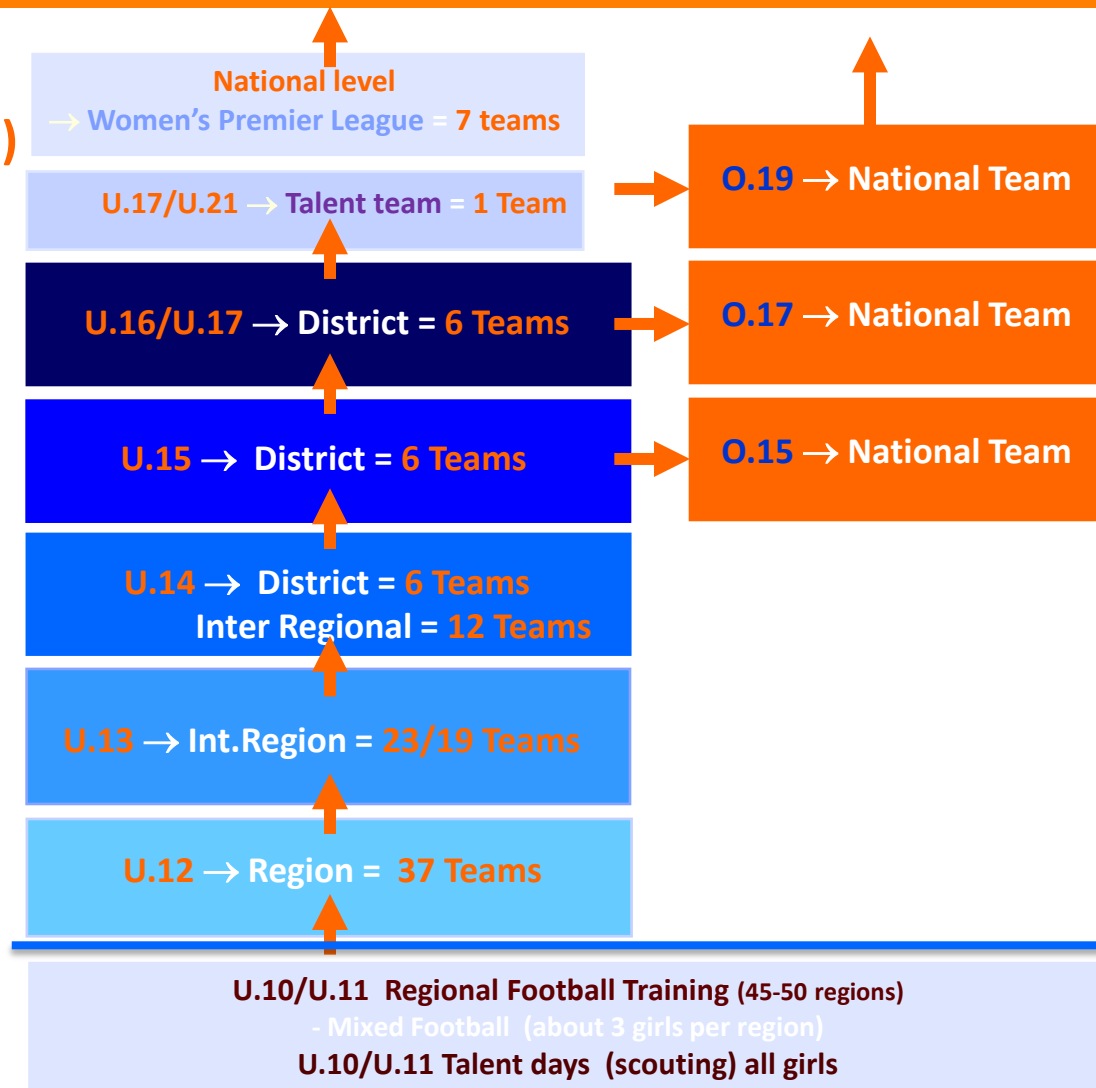 National level
→ Women's Premier League = 7 teams
)
U.17/U.21 → Talent team = 1 Team
O.19 → National Team
U.16/U.17 → District = 6 Teams
O.17 → National Team
U.15 → District = 6 Teams
O.15 → National Team
U.14 → District = 6 Teams
Inter Regional = 12 Teams
U.13 → Int.Region = 23/19 Teams
U.12 → Region = 37 Teams
U.10/U.11 Regional Football Training (45-50 regions)
- Mixed Football (about 3 girls per region)
U.10/U.11 Talent days (scouting) all girls